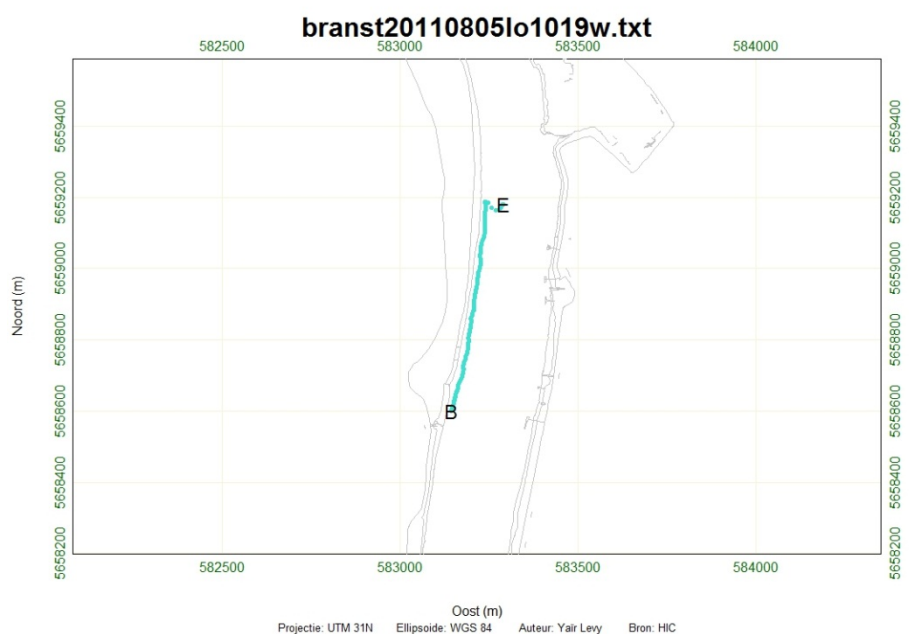 branst20110805lo1019w.txt
582500 583000 583500 584000
5659400 5659400
5659200 5659200
E
5659000 5659000
Noord (m)
5658800 5658800
5658600 5658600
B
5658400 5658400
5658200 5658200
582500 583000 583500 584000
Oost (m)
Projectie: UTM 31N Ellipsoide: WGS 84 Auteur: Yaïr Levy Bron: HIC